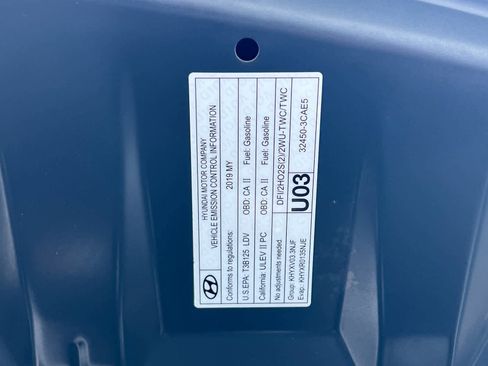 HYUNDAI MOTOR COMPANY
VEHICLE EMISSION CONTROL INFORMATION
Conforms to regulations: 2019 MY
U.S.EPA: T3B125 LDV OBD: CA II Fuel: Gasoline
California: ULEV II PC OBD: CA II Fuel: Gasoline
No adjustments needed.
Group: KHYXV03.3NJF
Evap: KHYXR0135NJE
DFI/2HO2S(2)/2WU-TWC/TWC
U03
32450-3CAE5